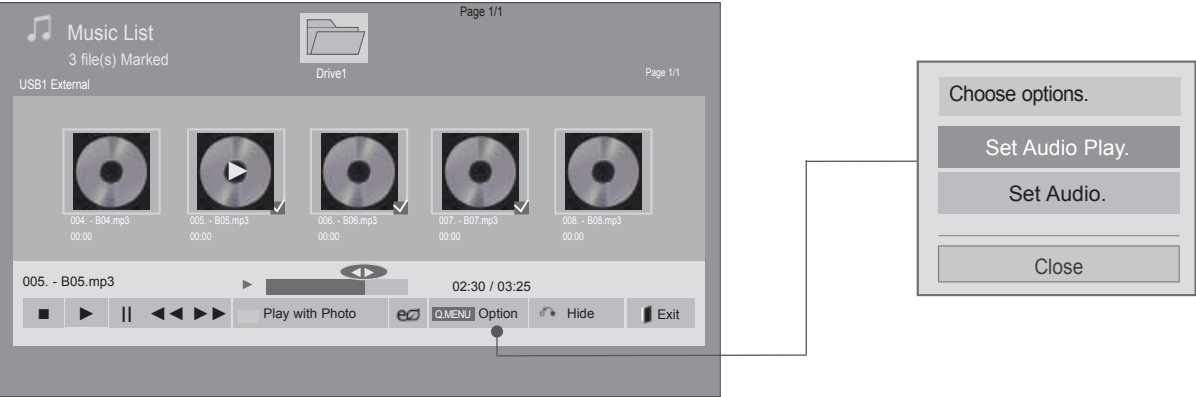 Page 1/1
Music List
3 file(s) Marked
Drive1
Page 1/1
USB1 External
004. - B04.mp3
00:00
005. - B05.mp3
00:00
006. - B06.mp3
00:00
007. - B07.mp3
00:00
008. - B08.mp3
00:00
005. - B05.mp3
02:30 / 03:25
Play with Photo
Q.MENU Option
Hide
Exit
Choose options.
Set Audio Play.
Set Audio.
Close